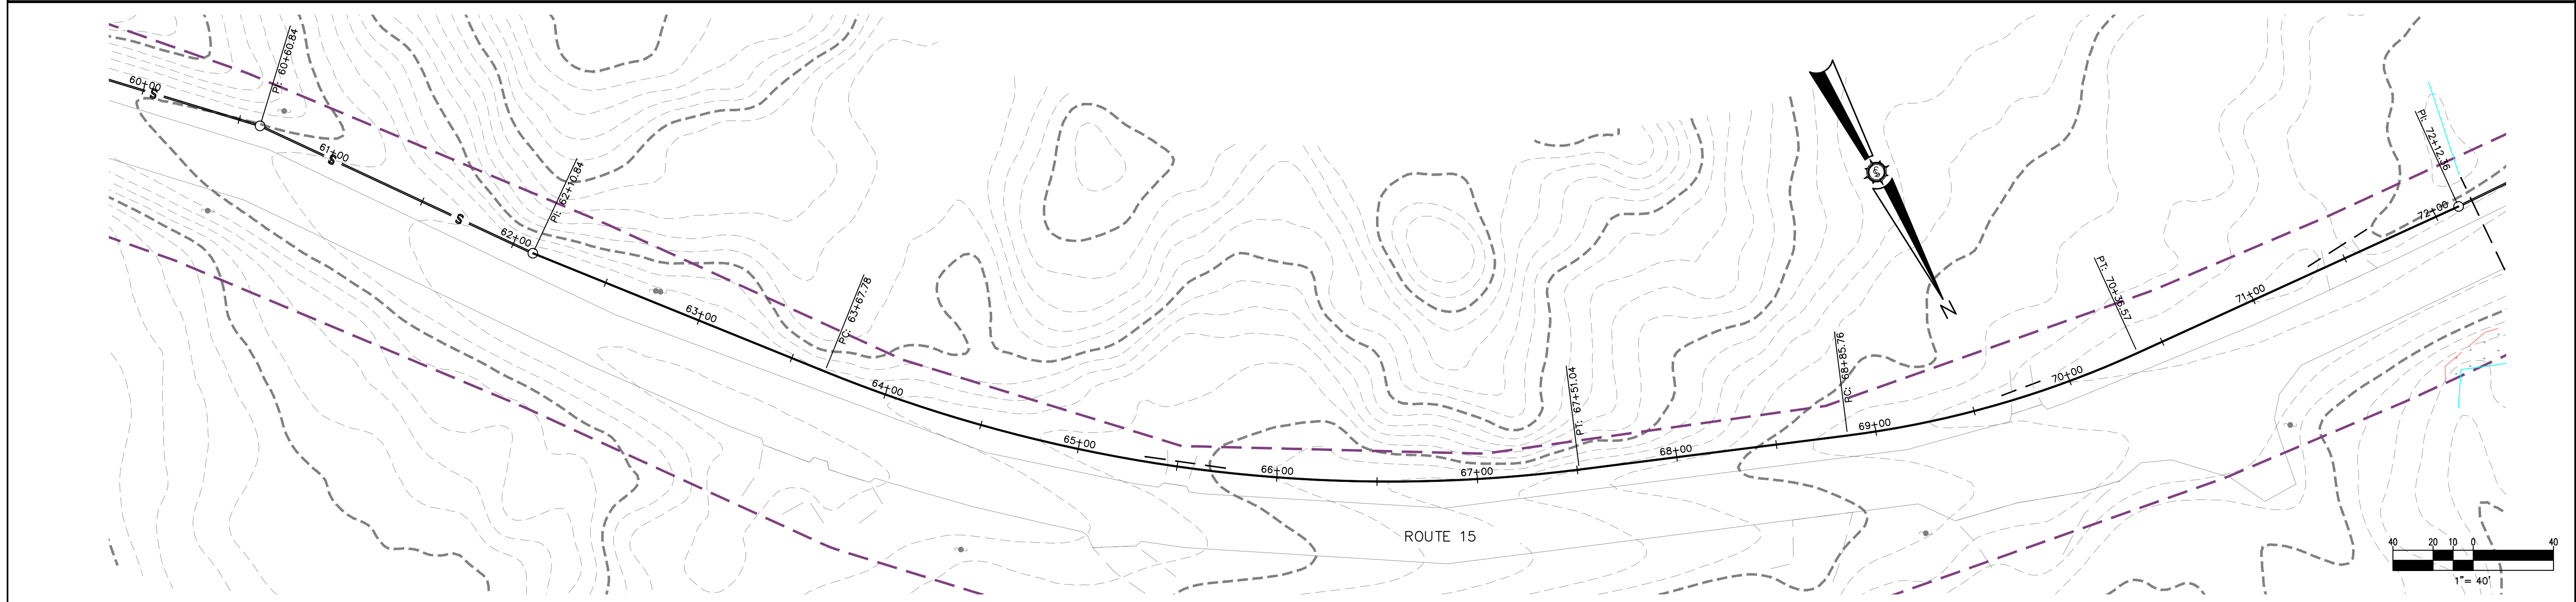 60+00
S
PI: 60+60.84
61+00
S
S
62+00
PI: 62+10.84
63+00
PC: 63+67.78
64+00
65+00
66+00
67+00
PT: 67+51.04
68+00
PC: 68+85.76
69+00
70+00
PT: 70+36.57
71+00
72+00
PI: 72+12.16
N
ROUTE 15
40 20 10 0 40
1"= 40'